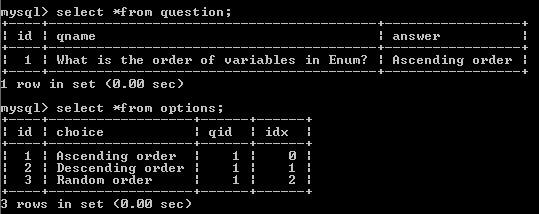 mysql> select *from question;
id | qname | answer
1 | What is the order of variables in Enum? | Ascending order
1 row in set (0.00 sec)
mysql> select *from options;
id | choice | qid | idx
1 | Ascending order | 1 | 0
2 | Descending order | 1 | 1
3 | Random order | 1 | 2
3 rows in set (0.00 sec)